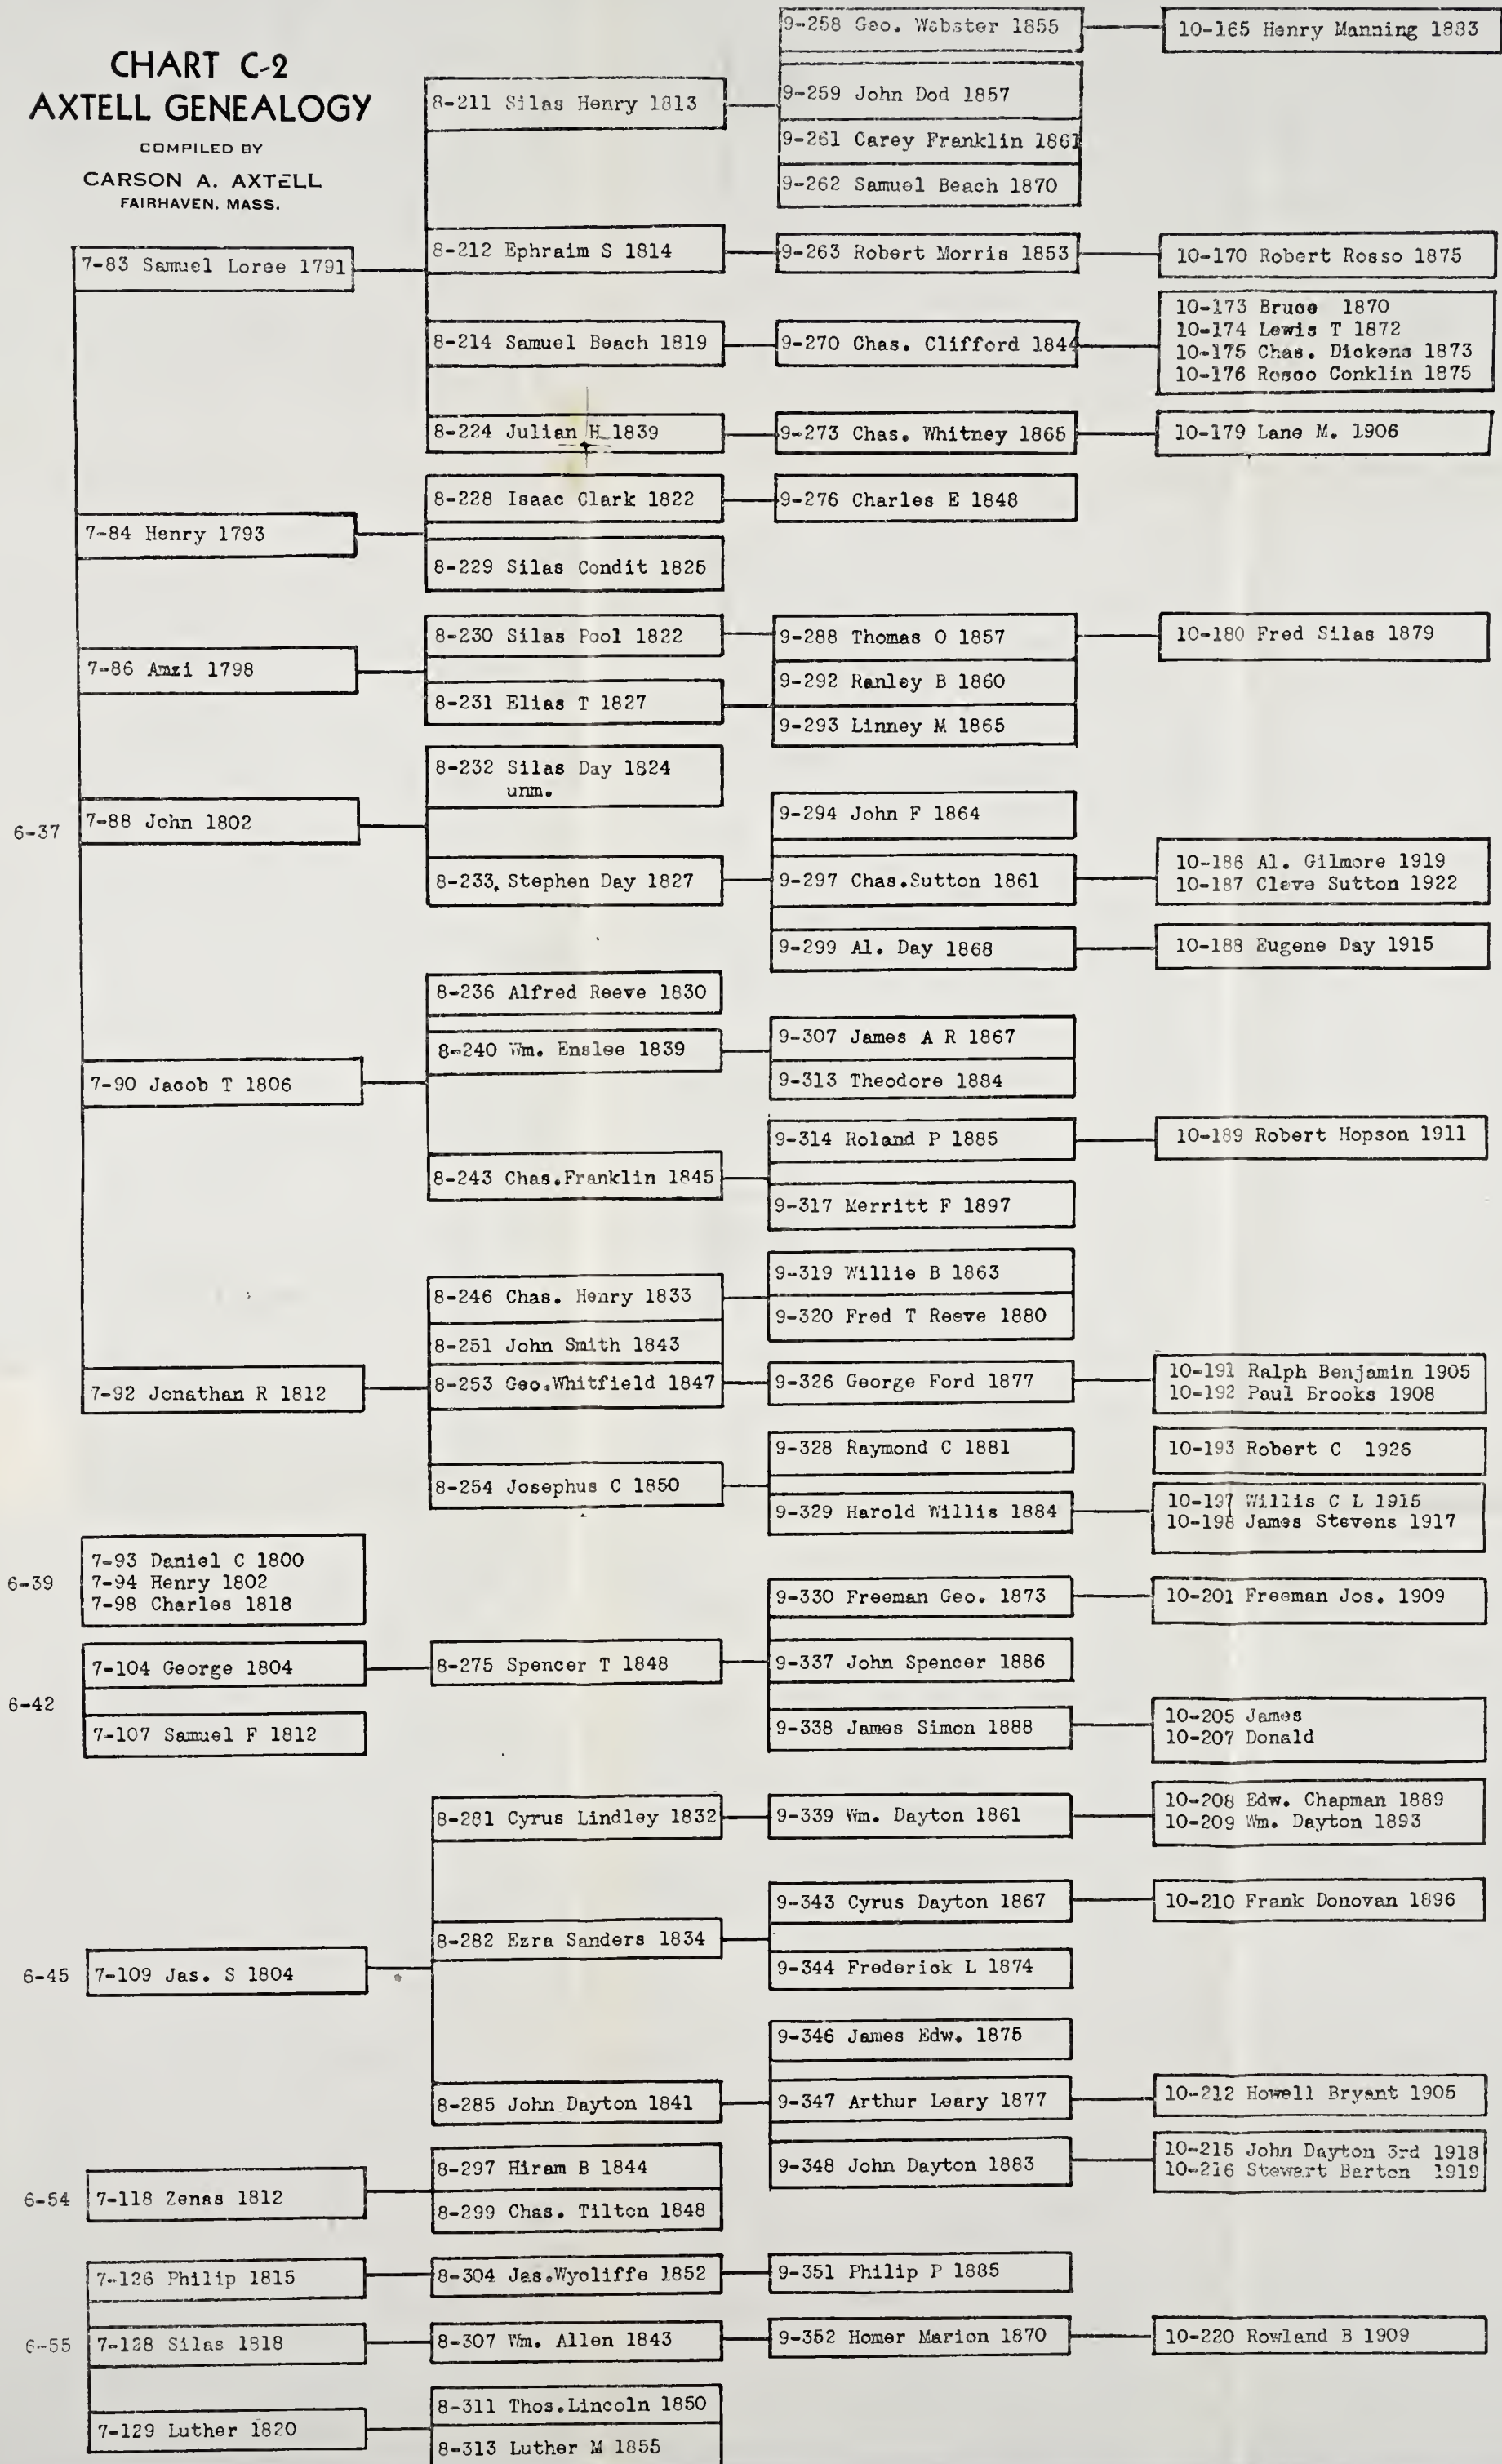 CHART C-2
AXTELL GENEALOGY
COMPILED BY
CARSON A. AXTELL
FAIRHAVEN. MASS.
6-37
7-83 Samuel Loree 1791
8-211 Silas Henry 1813
9-258 Geo. Webster 1855
10-165 Henry Manning 1883
9-259 John Dod 1857
9-261 Carey Franklin 1861
9-262 Samuel Beach 1870
8-212 Ephraim S 1814
9-263 Robert Morris 1853
10-170 Robert Rosso 1875
8-214 Samuel Beach 1819
9-270 Chas. Clifford 1844
10-173 Bruce 1870
10-174 Lewis T 1872
10-175 Chas. Dickens 1873
10-176 Rosco Conklin 1875
8-224 Julian H 1839
9-273 Chas. Whitney 1865
10-179 Lane M. 1906
7-84 Henry 1793
8-228 Isaac Clark 1822
9-276 Charles E 1848
8-229 Silas Condit 1825
7-86 Amzi 1798
8-230 Silas Pool 1822
9-288 Thomas O 1857
10-180 Fred Silas 1879
8-231 Elias T 1827
9-292 Ranley B 1860
9-293 Linney M 1865
7-88 John 1802
8-232 Silas Day 1824
unm.
8-233, Stephen Day 1827
9-294 John F 1864
9-297 Chas.Sutton 1861
10-186 Al. Gilmore 1919
10-187 Cleve Sutton 1922
9-299 Al. Day 1868
10-188 Eugene Day 1915
7-90 Jacob T 1806
8-236 Alfred Reeve 1830
8-240 Wm. Enslee 1839
9-307 James A R 1867
9-313 Theodore 1884
8-243 Chas.Franklin 1845
9-314 Roland P 1885
10-189 Robert Hopson 1911
9-317 Merritt F 1897
7-92 Jonathan R 1812
8-246 Chas. Henry 1833
9-319 Willie B 1863
9-320 Fred T Reeve 1880
8-251 John Smith 1843
8-253 Geo.Whitfield 1847
9-326 George Ford 1877
10-191 Ralph Benjamin 1905
10-192 Paul Brooks 1908
8-254 Josephus C 1850
9-328 Raymond C 1881
10-193 Robert C 1926
9-329 Harold Willis 1884
10-197 Willis C L 1915
10-198 James Stevens 1917
6-39
7-93 Daniel C 1800
7-94 Henry 1802
7-98 Charles 1818
6-42
7-104 George 1804
8-275 Spencer T 1848
9-330 Freeman Geo. 1873
10-201 Freeman Jos. 1909
9-337 John Spencer 1886
7-107 Samuel F 1812
9-338 James Simon 1888
10-205 James
10-207 Donald
6-45
7-109 Jas. S 1804
8-281 Cyrus Lindley 1832
9-339 Wm. Dayton 1861
10-208 Edw. Chapman 1889
10-209 Wm. Dayton 1893
8-282 Ezra Sanders 1834
9-343 Cyrus Dayton 1867
10-210 Frank Donovan 1896
9-344 Frederick L 1874
8-285 John Dayton 1841
9-346 James Edw. 1875
9-347 Arthur Leary 1877
10-212 Howell Bryant 1905
9-348 John Dayton 1883
10-215 John Dayton 3rd 1918
10-216 Stewart Barton 1919
6-54
7-118 Zenas 1812
8-297 Hiram B 1844
8-299 Chas. Tilton 1848
6-55
7-126 Philip 1815
8-304 Jas.Wycliffe 1852
9-351 Philip P 1885
7-128 Silas 1818
8-307 Wm. Allen 1843
9-352 Homer Marion 1870
10-220 Rowland B 1909
7-129 Luther 1820
8-311 Thos.Lincoln 1850
8-313 Luther M 1855